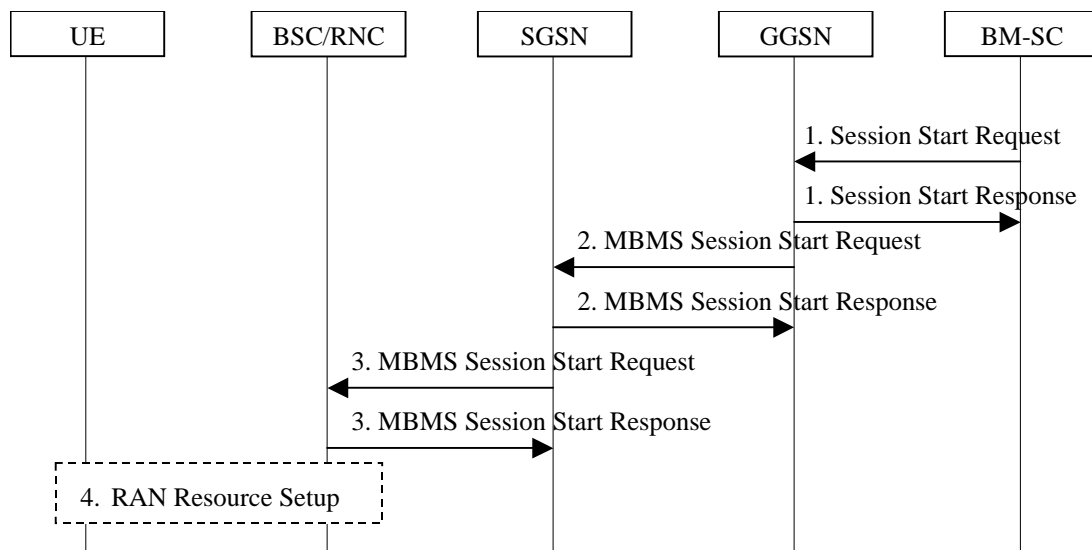 UE
BSC/RNC
SGSN
GGSN
BM-SC
1. Session Start Request
1. Session Start Response
2. MBMS Session Start Request
2. MBMS Session Start Response
3. MBMS Session Start Request
3. MBMS Session Start Response
4. RAN Resource Setup